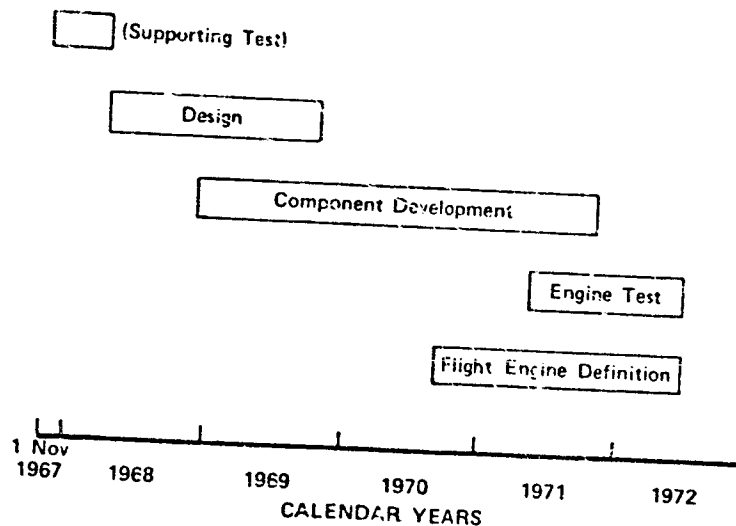 (Supporting Test)
Design
Component Development
Engine Test
Flight Engine Definition
1 Nov
1967 1968 1969 1970 1971 1972
CALENDAR YEARS